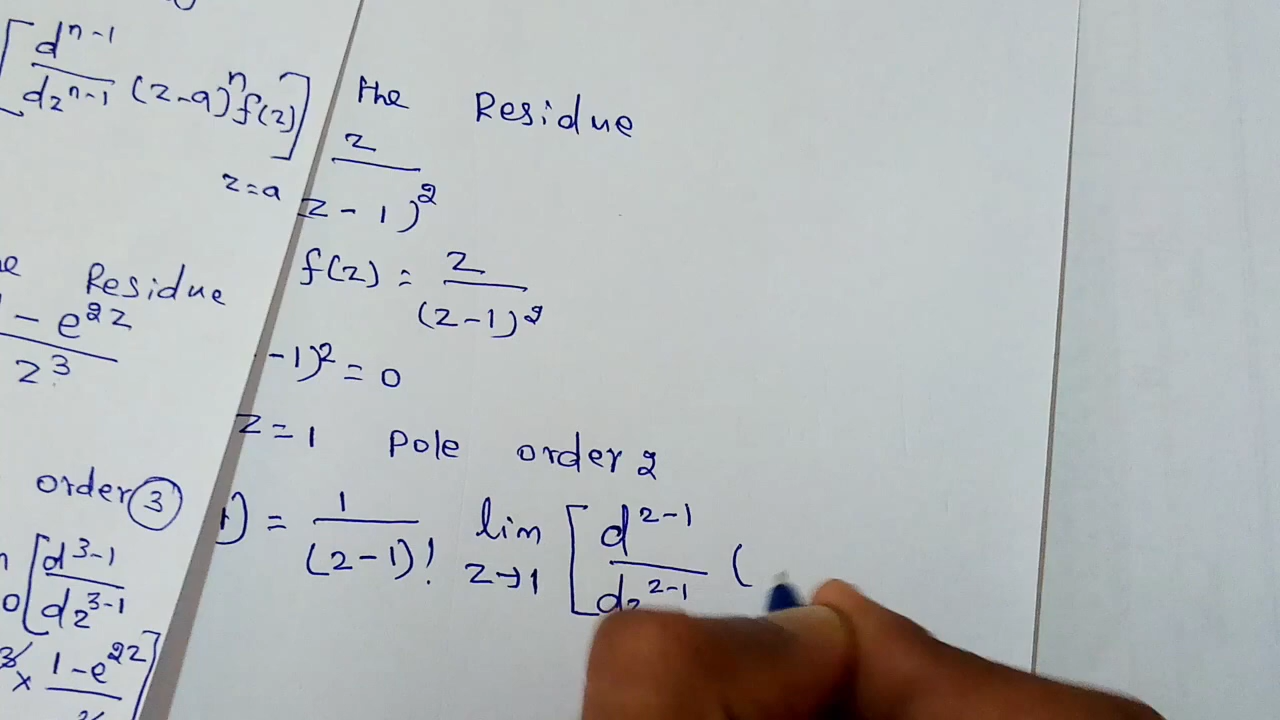 [d^{n-1}/dz^{n-1} (z-a)^n f(z)]
z=a
Residue
- e^{2z}
z^3
order 3
[d^{3-1}/dz^{3-1}
× 1-e^{2z}]
the Residue
z
z-1)^2
f(z) = z/(z-1)^2
-1)^2 = 0
z=1 pole order 2
) = 1/(2-1)! lim z→1 [d^{2-1}/dz^{2-1} (